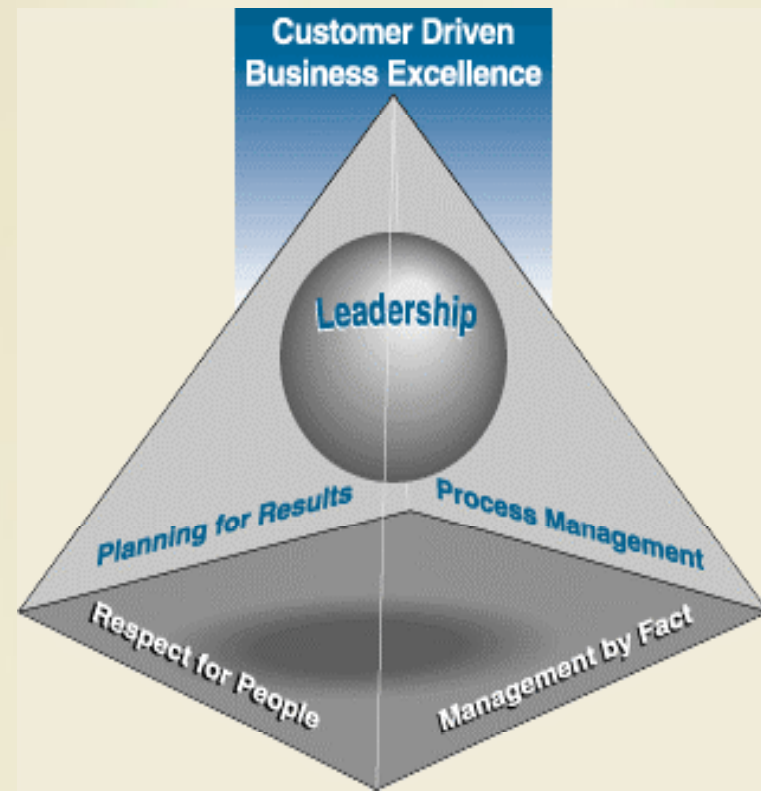 Customer Driven
Business Excellence
Leadership
Planning for Results
Process Management
Respect for People
Management by Fact